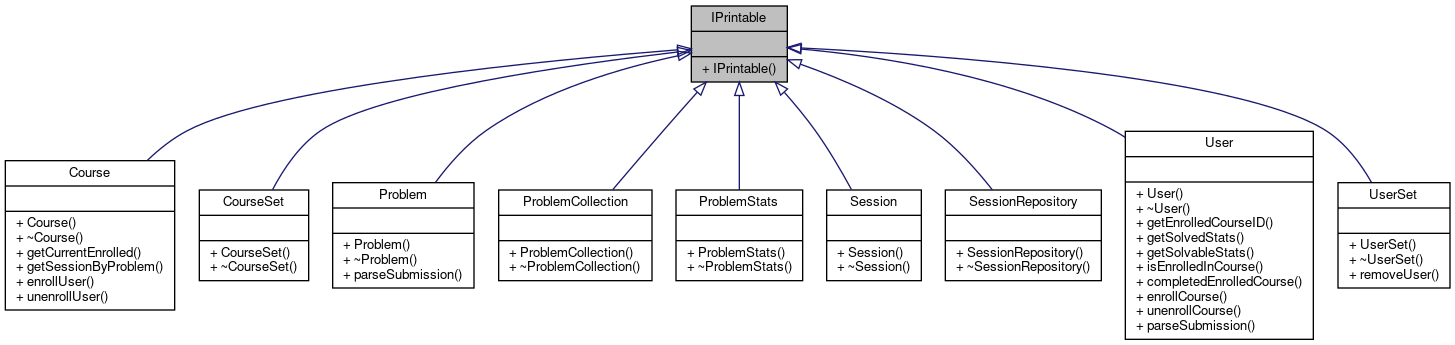 IPrintable
+ IPrintable()
Course
+ Course()
+ ~Course()
+ getCurrentEnrolled()
+ getSessionByProblem()
+ enrollUser()
+ unenrollUser()
CourseSet
+ CourseSet()
+ ~CourseSet()
Problem
+ Problem()
+ ~Problem()
+ parseSubmission()
ProblemCollection
+ ProblemCollection()
+ ~ProblemCollection()
ProblemStats
+ ProblemStats()
+ ~ProblemStats()
Session
+ Session()
+ ~Session()
SessionRepository
+ SessionRepository()
+ ~SessionRepository()
User
+ User()
+ ~User()
+ getEnrolledCourseID()
+ getSolvedStats()
+ getSolvableStats()
+ isEnrolledInCourse()
+ completedEnrolledCourse()
+ enrollCourse()
+ unenrollCourse()
+ parseSubmission()
UserSet
+ UserSet()
+ ~UserSet()
+ removeUser()